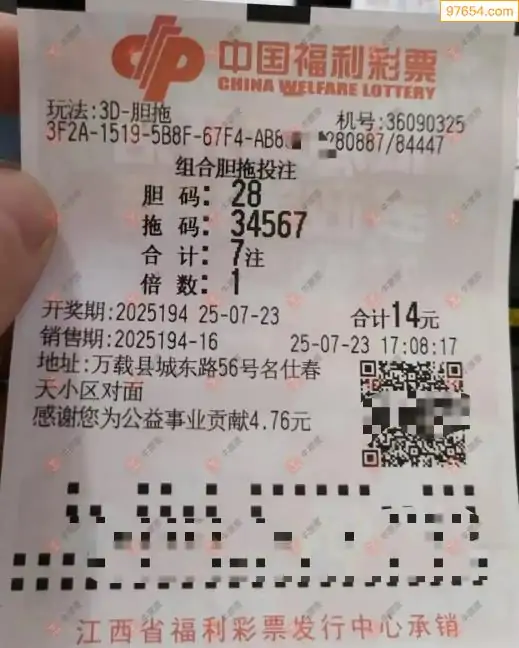 97654.com
中国福利彩票
CHINA WELFARE LOTTERY
玩法:3D-胆拖 机号:36090325
3F2A-1519-5B8F-67F4-AB8 280887/84447
组合胆拖投注
胆 码: 28
拖 码: 34567
合 计: 7注
倍 数: 1
开奖期:2025194 25-07-23 合计14元
销售期:2025194-16 25-07-23 17:08:17
地址:万载县城东路56号名仕春
天小区对面
感谢您为公益事业贡献4.76元
江西省福利彩票发行中心承销